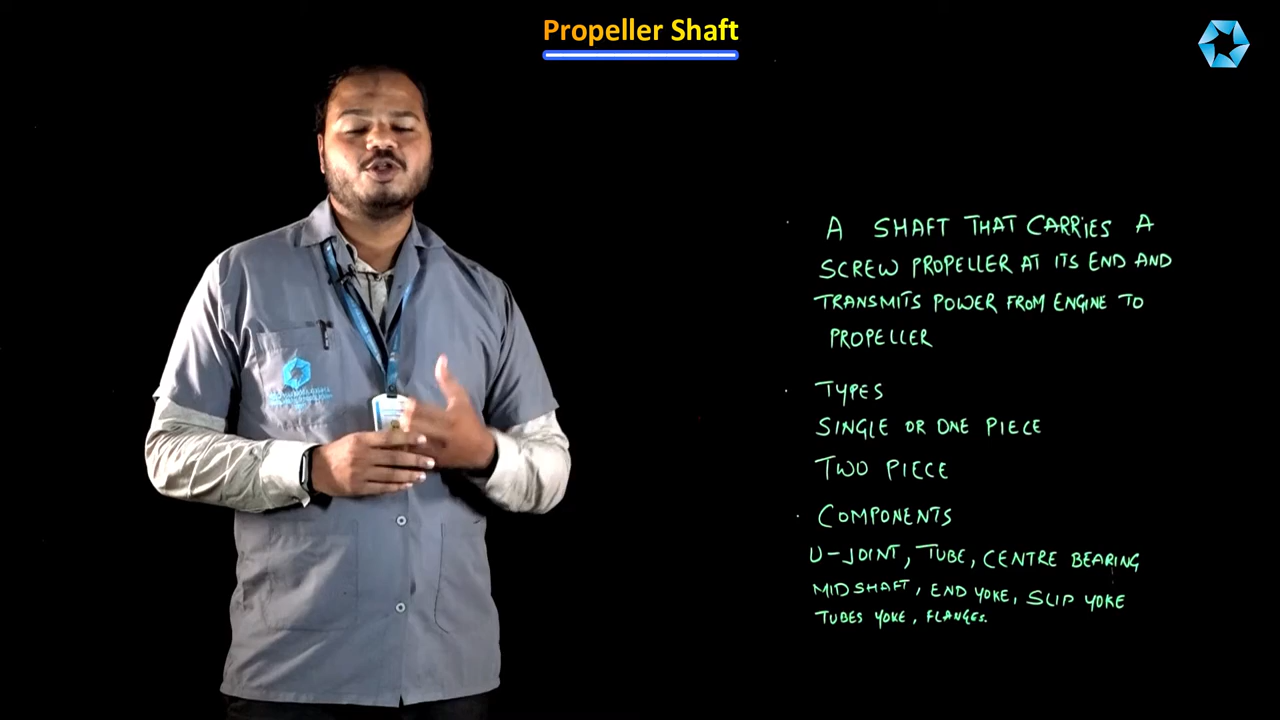 Propeller Shaft
A SHAFT THAT CARRIES A
SCREW PROPELLER AT ITS END AND
TRANSMITS POWER FROM ENGINE TO
PROPELLER
TYPES
SINGLE OR ONE PIECE
TWO PIECE
COMPONENTS
U-JOINT, TUBE, CENTRE BEARING
MIDSHAFT, END YOKE, SLIP YOKE
TUBES YOKE, FLANGES.